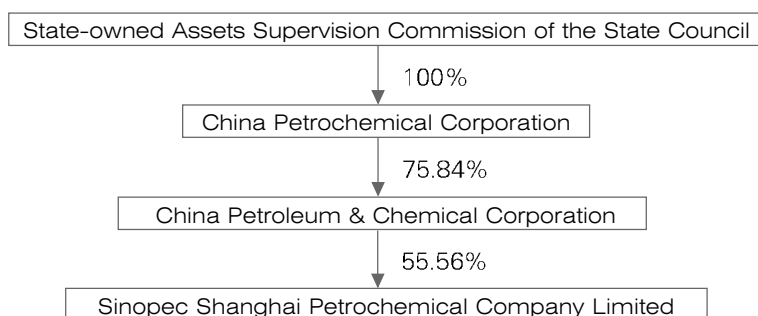 State-owned Assets Supervision Commission of the State Council
100%
China Petrochemical Corporation
75.84%
China Petroleum & Chemical Corporation
55.56%
Sinopec Shanghai Petrochemical Company Limited